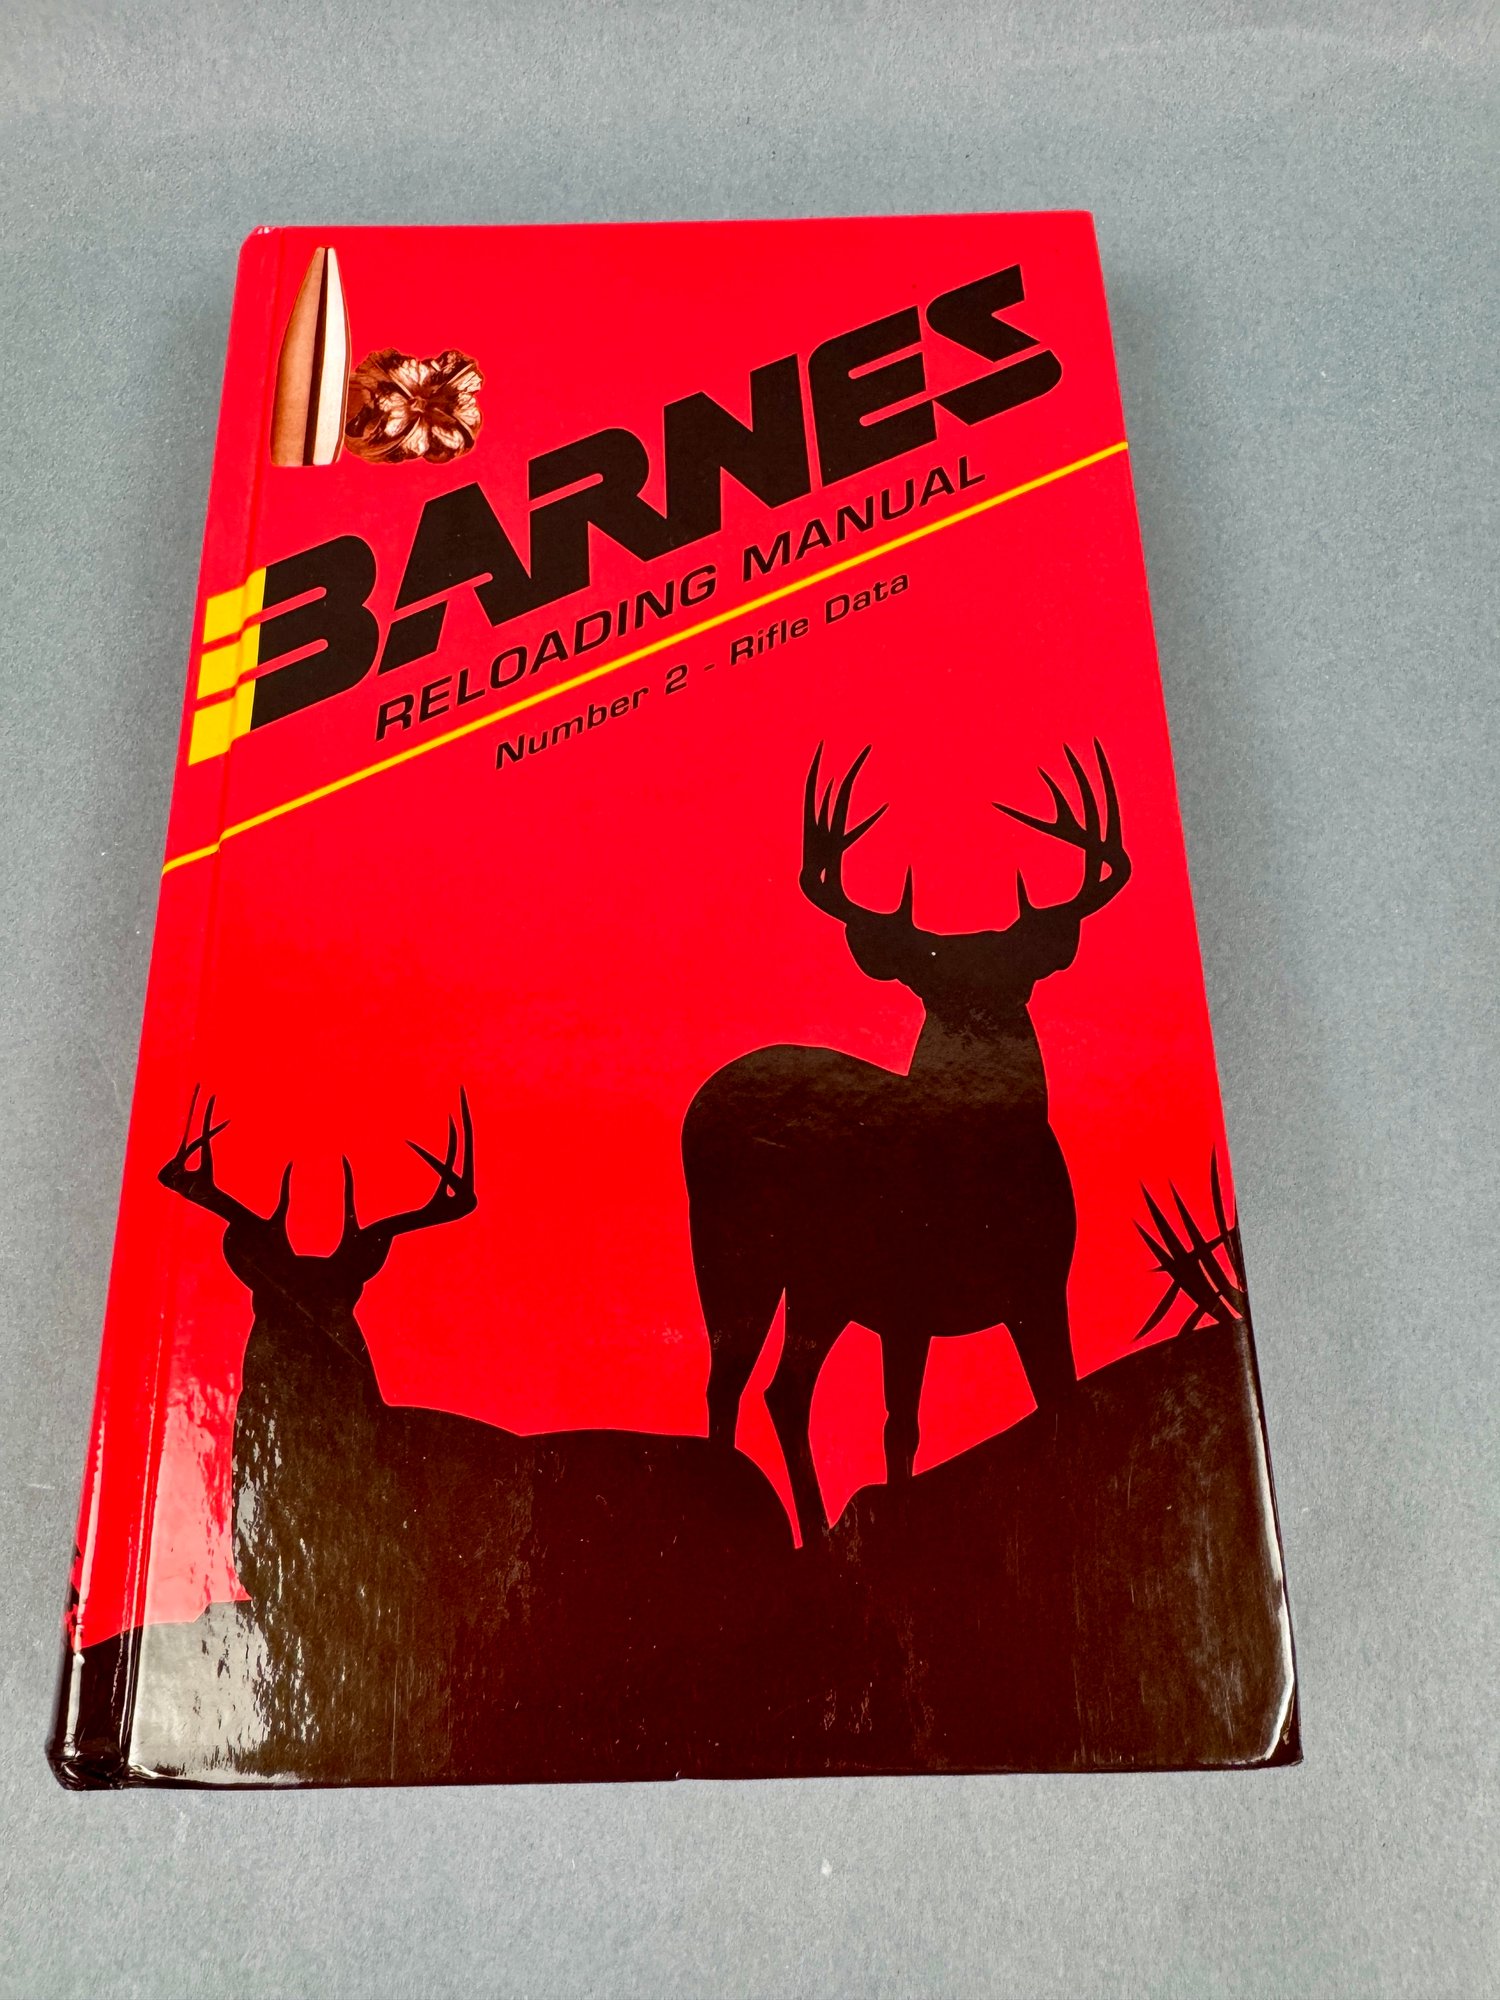 BARNES
RELOADING MANUAL
Number 2 - Rifle Data